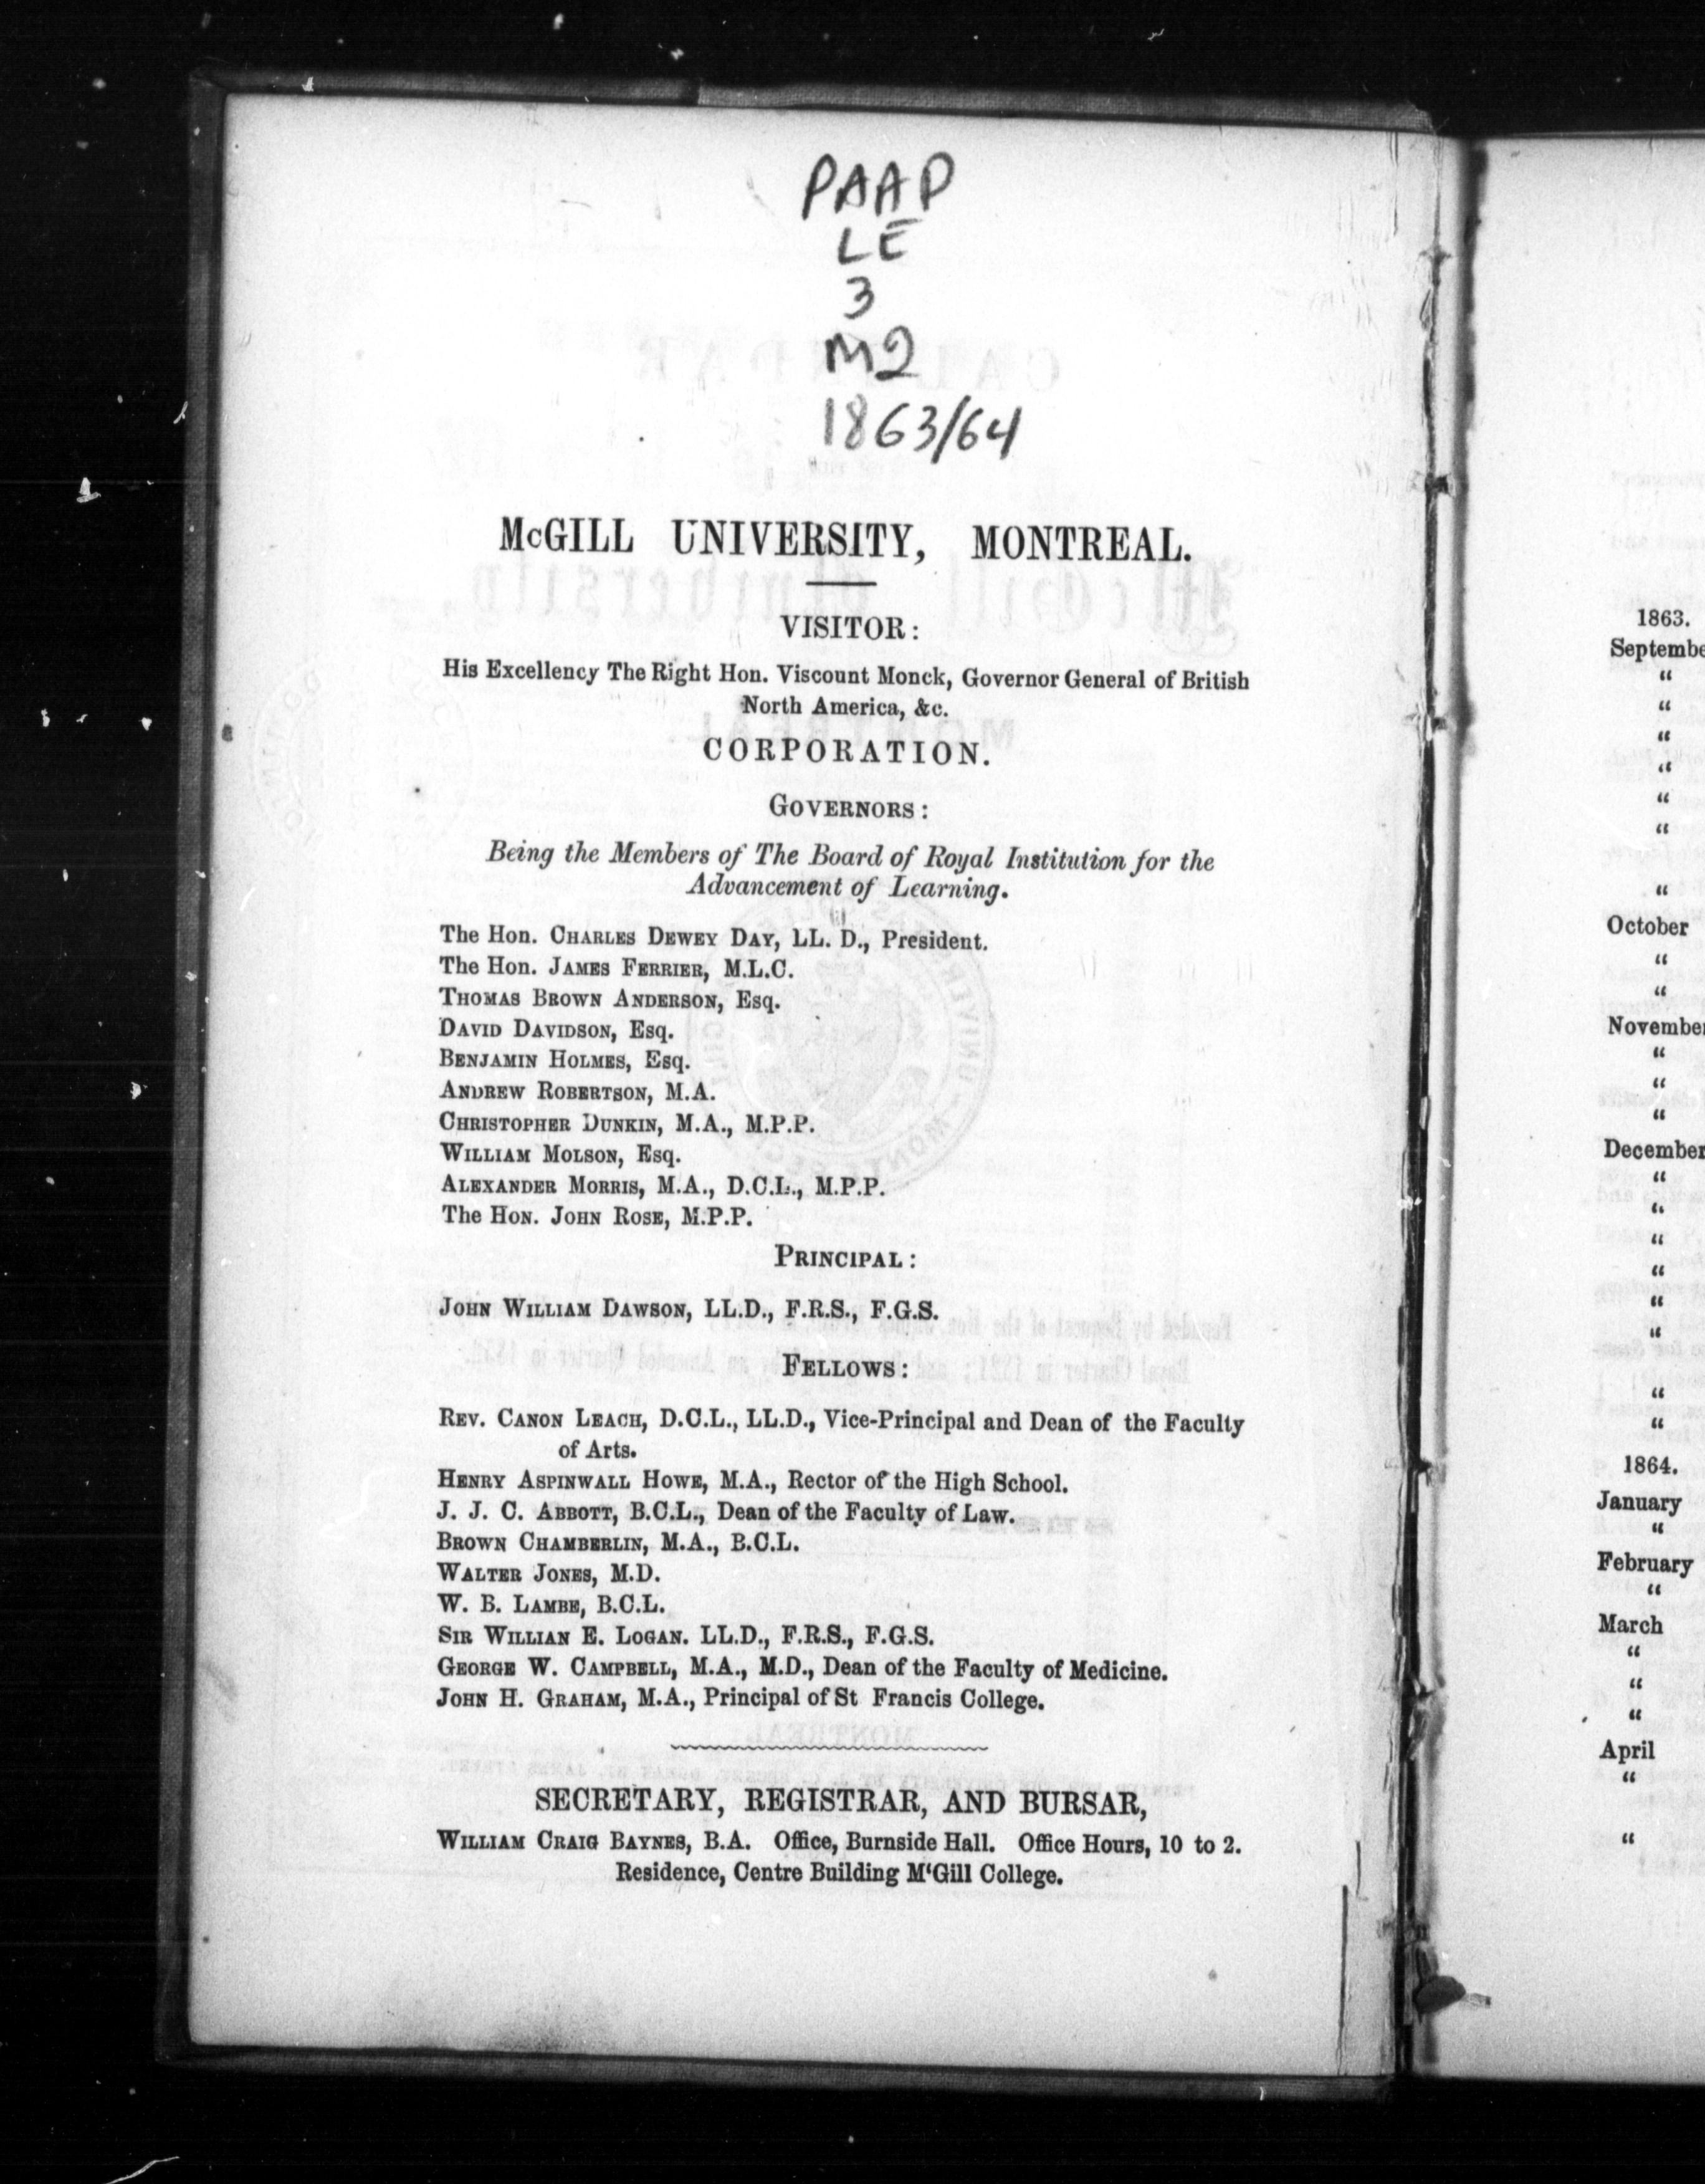 PAAP
LE
3
M2
1863/64
McGILL UNIVERSITY, MONTREAL.
VISITOR:
His Excellency The Right Hon. Viscount Monck, Governor General of British
North America, &c.
CORPORATION.
GOVERNORS:
Being the Members of The Board of Royal Institution for the
Advancement of Learning.
The Hon. CHARLES DEWEY DAY, LL. D., President.
The Hon. JAMES FERRIER, M.L.C.
THOMAS BROWN ANDERSON, Esq.
DAVID DAVIDSON, Esq.
BENJAMIN HOLMES, Esq.
ANDREW ROBERTSON, M.A.
CHRISTOPHER DUNKIN, M.A., M.P.P.
WILLIAM MOLSON, Esq.
ALEXANDER MORRIS, M.A., D.C.L., M.P.P.
The HON. JOHN ROSE, M.P.P.
PRINCIPAL:
JOHN WILLIAM DAWSON, LL.D., F.R.S., F.G.S.
FELLOWS:
REV. CANON LEACH, D.C.L., LL.D., Vice-Principal and Dean of the Faculty
of Arts.
HENRY ASPINWALL HOWE, M.A., Rector of the High School.
J. J. C. ABBOTT, B.C.L., Dean of the Faculty of Law.
BROWN CHAMBERLIN, M.A., B.C.L.
WALTER JONES, M.D.
W. B. LAMBE, B.C.L.
SIR WILLIAN E. LOGAN. LL.D., F.R.S., F.G.S.
GEORGE W. CAMPBELL, M.A., M.D., Dean of the Faculty of Medicine.
JOHN H. GRAHAM, M.A., Principal of St Francis College.
SECRETARY, REGISTRAR, AND BURSAR,
WILLIAM CRAIG BAYNES, B.A. Office, Burnside Hall. Office Hours, 10 to 2.
Residence, Centre Building M'Gill College.
1863.
Septembe
“
“
“
“
“
“
“
October
“
“
November
“
“
“
December
“
“
“
“
“
“
“
“
1864.
January
“
February
“
March
“
“
“
April
“
“